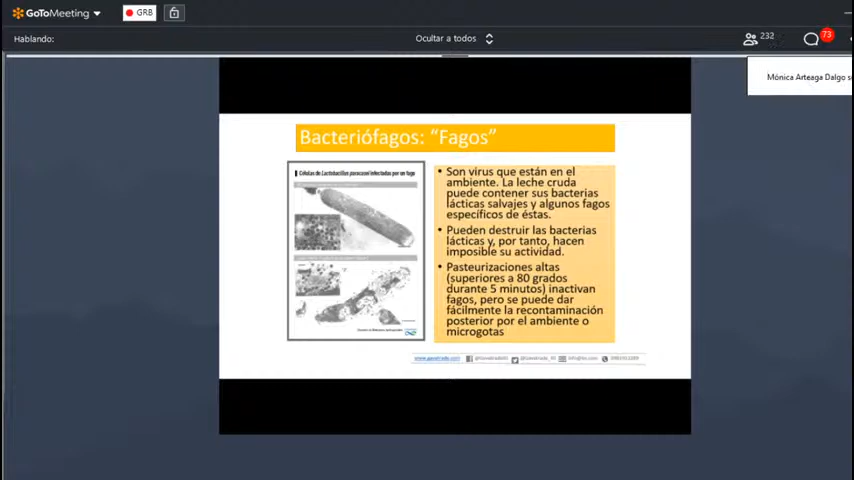 GoToMeeting
GRB
Hablando:
Ocultar a todos
232
73
Mónica Arteaga Dalgo s
Bacteriófagos: “Fagos”
Células de Lactobacillus paracasei infectadas por un fago
• Son virus que están en el
ambiente. La leche cruda
puede contener sus bacterias
lácticas salvajes y algunos fagos
específicos de éstas.
• Pueden destruir las bacterias
lácticas y, por tanto, hacen
imposible su actividad.
• Pasteurizaciones altas
(superiores a 80 grados
durante 5 minutos) inactivan
fagos, pero se puede dar
fácilmente la recontaminación
posterior por el ambiente o
microgotas